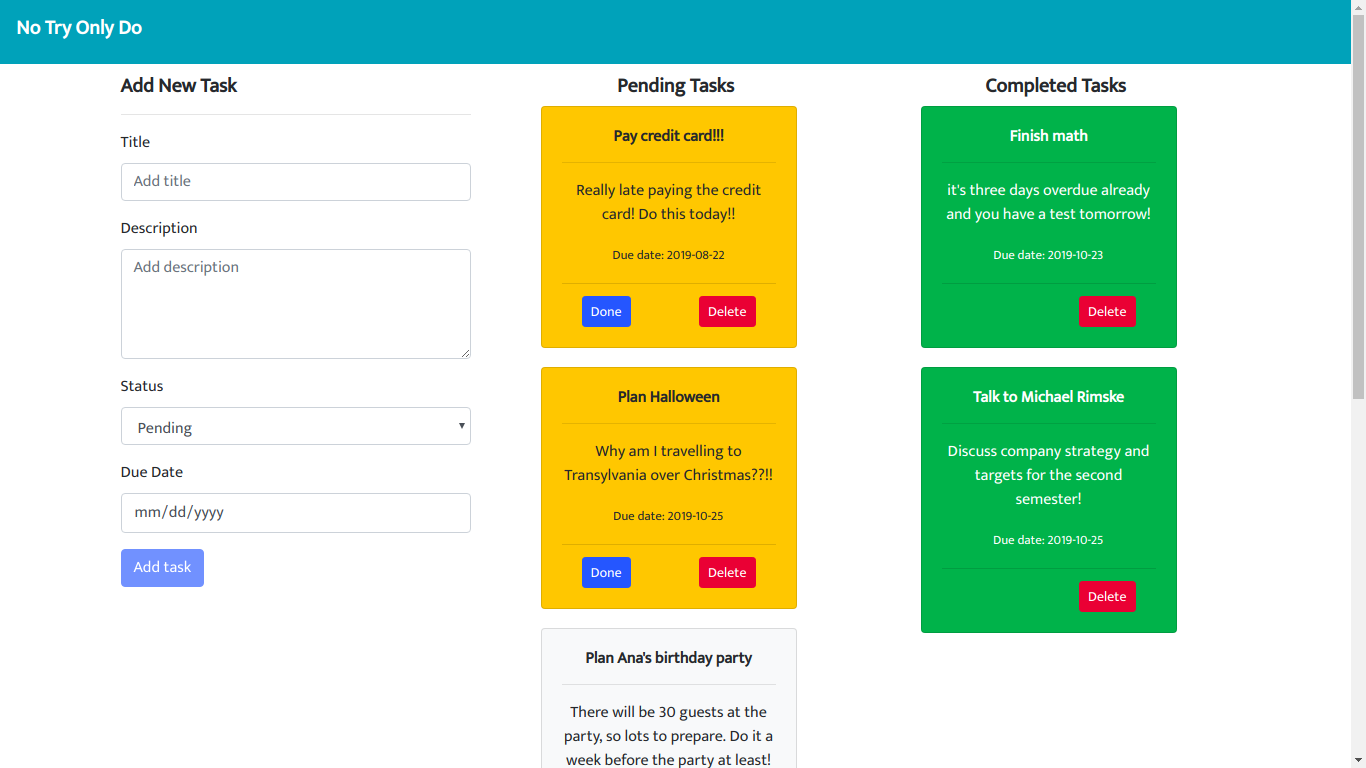 No Try Only Do
Add New Task
Title
Add title
Description
Add description
Status
Pending
Due Date
mm/dd/yyyy
Add task
Pending Tasks
Pay credit card!!!
Really late paying the credit
card! Do this today!!
Due date: 2019-08-22
Done
Delete
Plan Halloween
Why am I travelling to
Transylvania over Christmas??!!
Due date: 2019-10-25
Done
Delete
Plan Ana's birthday party
There will be 30 guests at the
party, so lots to prepare. Do it a
week before the party at least!
Completed Tasks
Finish math
it's three days overdue already
and you have a test tomorrow!
Due date: 2019-10-23
Delete
Talk to Michael Rimske
Discuss company strategy and
targets for the second
semester!
Due date: 2019-10-25
Delete